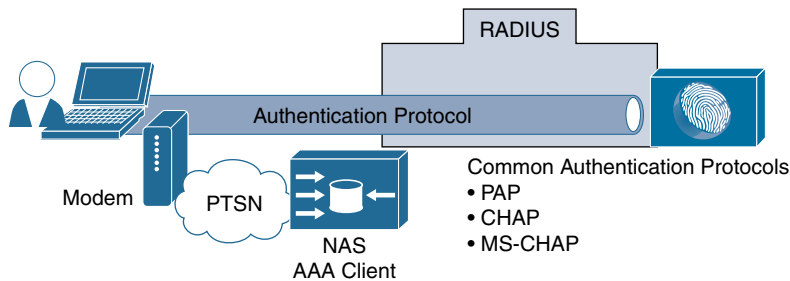 RADIUS
Authentication Protocol
Modem
PTSN
NAS
AAA Client
Common Authentication Protocols
• PAP
• CHAP
• MS-CHAP